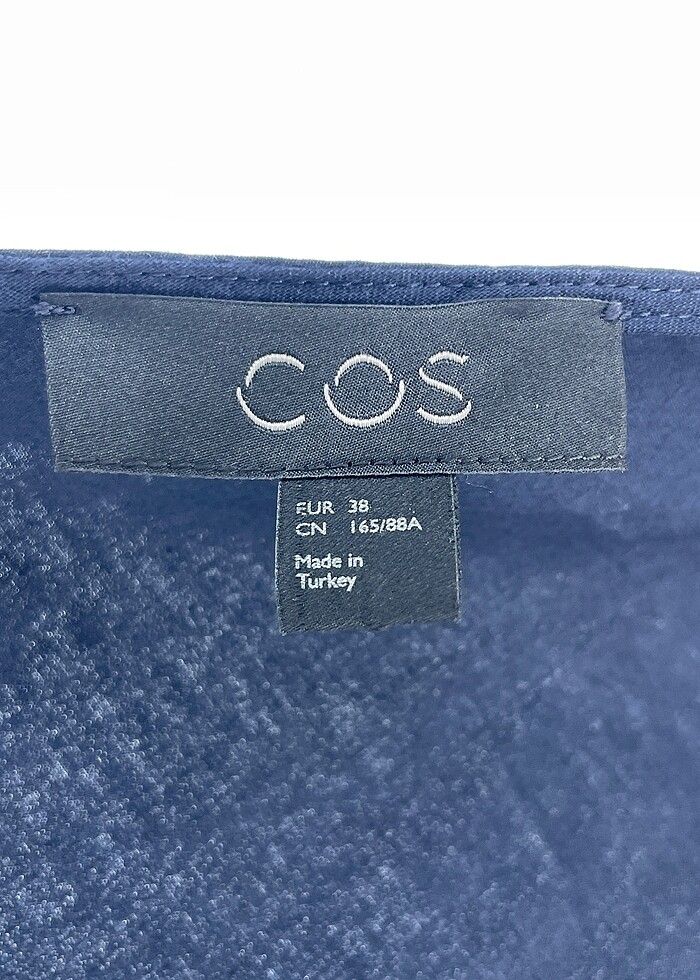 COS
EUR 38
CN 165/88A
Made in
Turkey